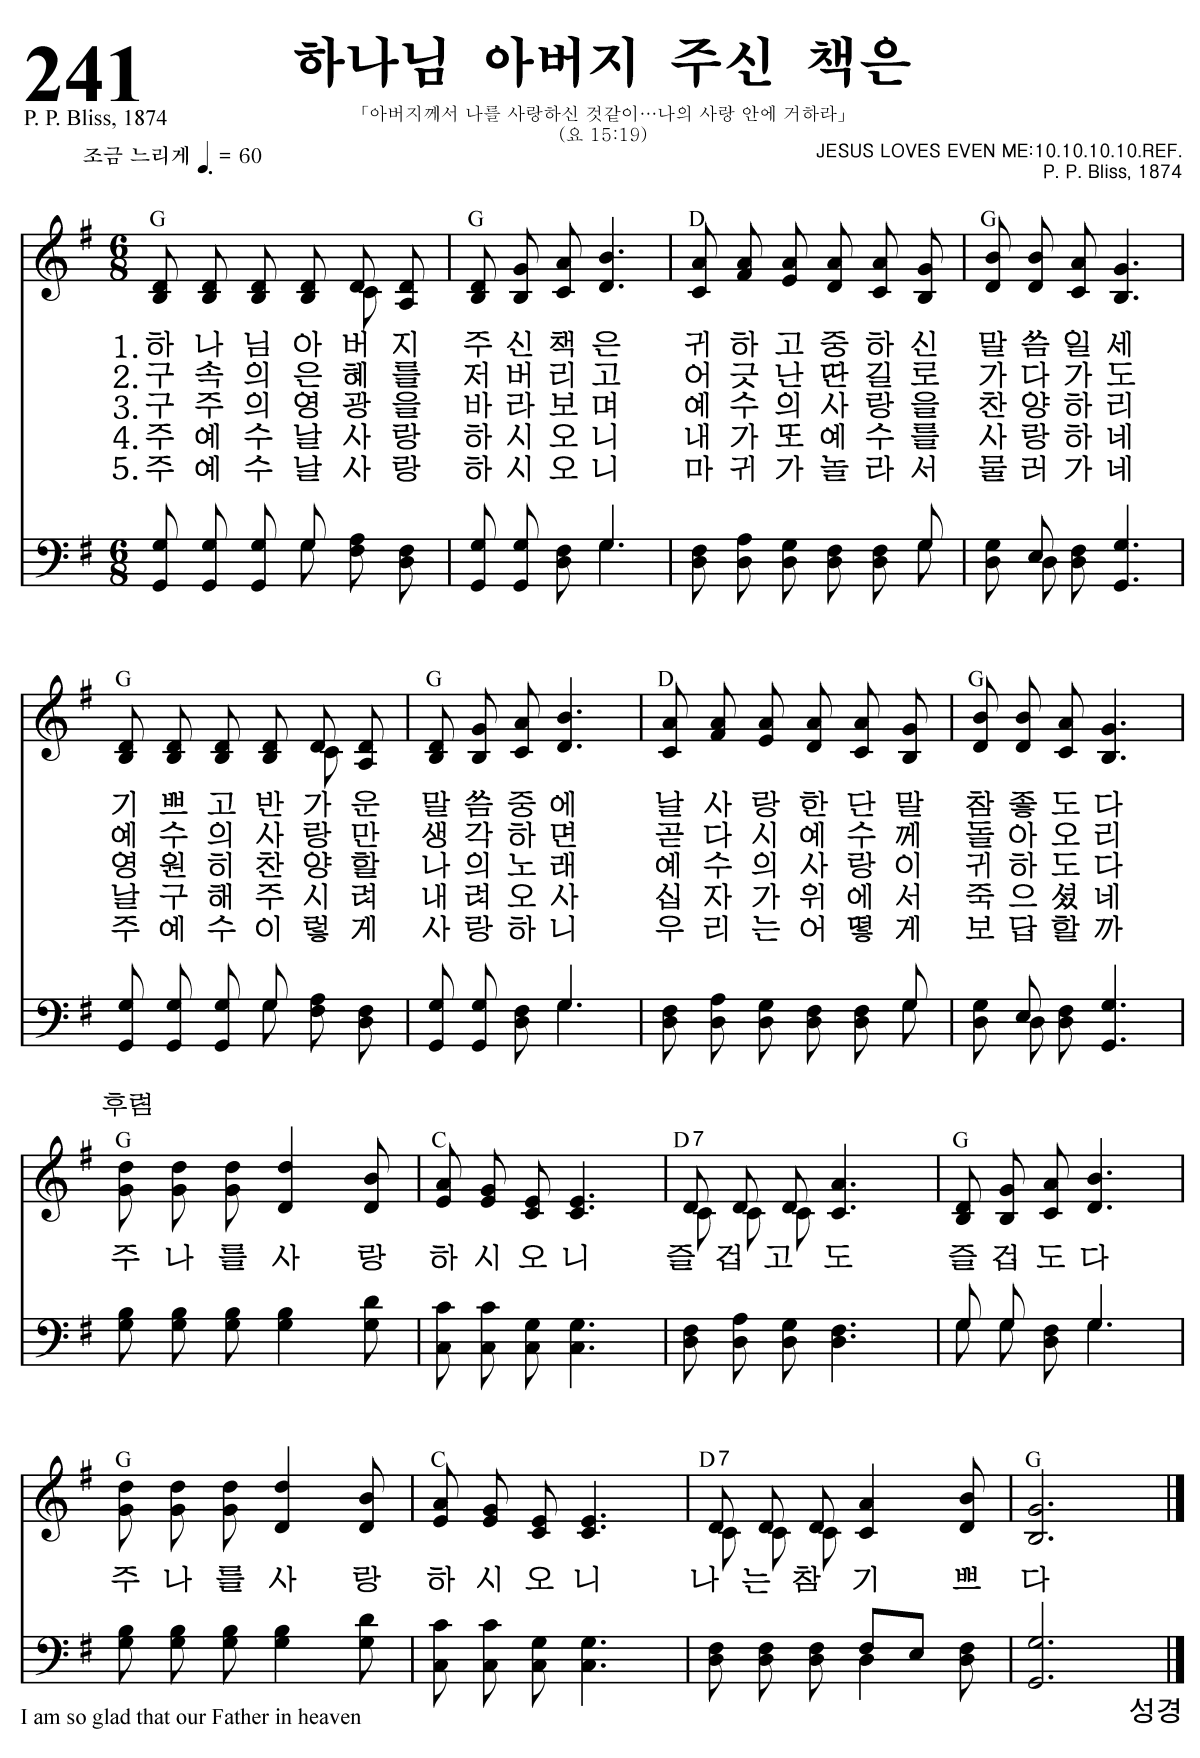 241
하나님 아버지 주신 책은
P. P. Bliss, 1874
「아버지께서 나를 사랑하신 것같이…나의 사랑 안에 거하라」
(요 15:19)
조금 느리게 ♩. = 60
JESUS LOVES EVEN ME:10.10.10.10.REF.
P. P. Bliss, 1874
G G D G
6 8
1. 하 나 님 아 버 지 주 신 책 은 귀 하 고 중 하 신 말 씀 일 세
2. 구 속 의 은 혜 를 저 버 리 고 어 긋 난 딴 길 로 가 다 가 도
3. 구 주 의 영 광 을 바 라 보 며 예 수 의 사 랑 을 찬 양 하 리
4. 주 예 수 날 사 랑 하 시 오 니 내 가 또 예 수 를 사 랑 하 네
5. 주 예 수 날 사 랑 하 시 오 니 마 귀 가 놀 라 서 물 러 가 네
6 8
G G D G
기 쁘 고 반 가 운 말 씀 중 에 날 사 랑 한 단 말 참 좋 도 다
예 수 의 사 랑 만 생 각 하 면 곧 다 시 예 수 께 돌 아 오 리
영 원 히 찬 양 할 나 의 노 래 예 수 의 사 랑 이 귀 하 도 다
날 구 해 주 시 려 내 려 오 사 십 자 가 위 에 서 죽 으 셨 네
주 예 수 이 렇 게 사 랑 하 니 우 리 는 어 떻 게 보 답 할 까
후렴
G C D7 G
주 나 를 사 랑 하 시 오 니 즐 겁 고 도 즐 겁 도 다
G C D7 G
주 나 를 사 랑 하 시 오 니 나 는 참 기 쁘 다
I am so glad that our Father in heaven
성경